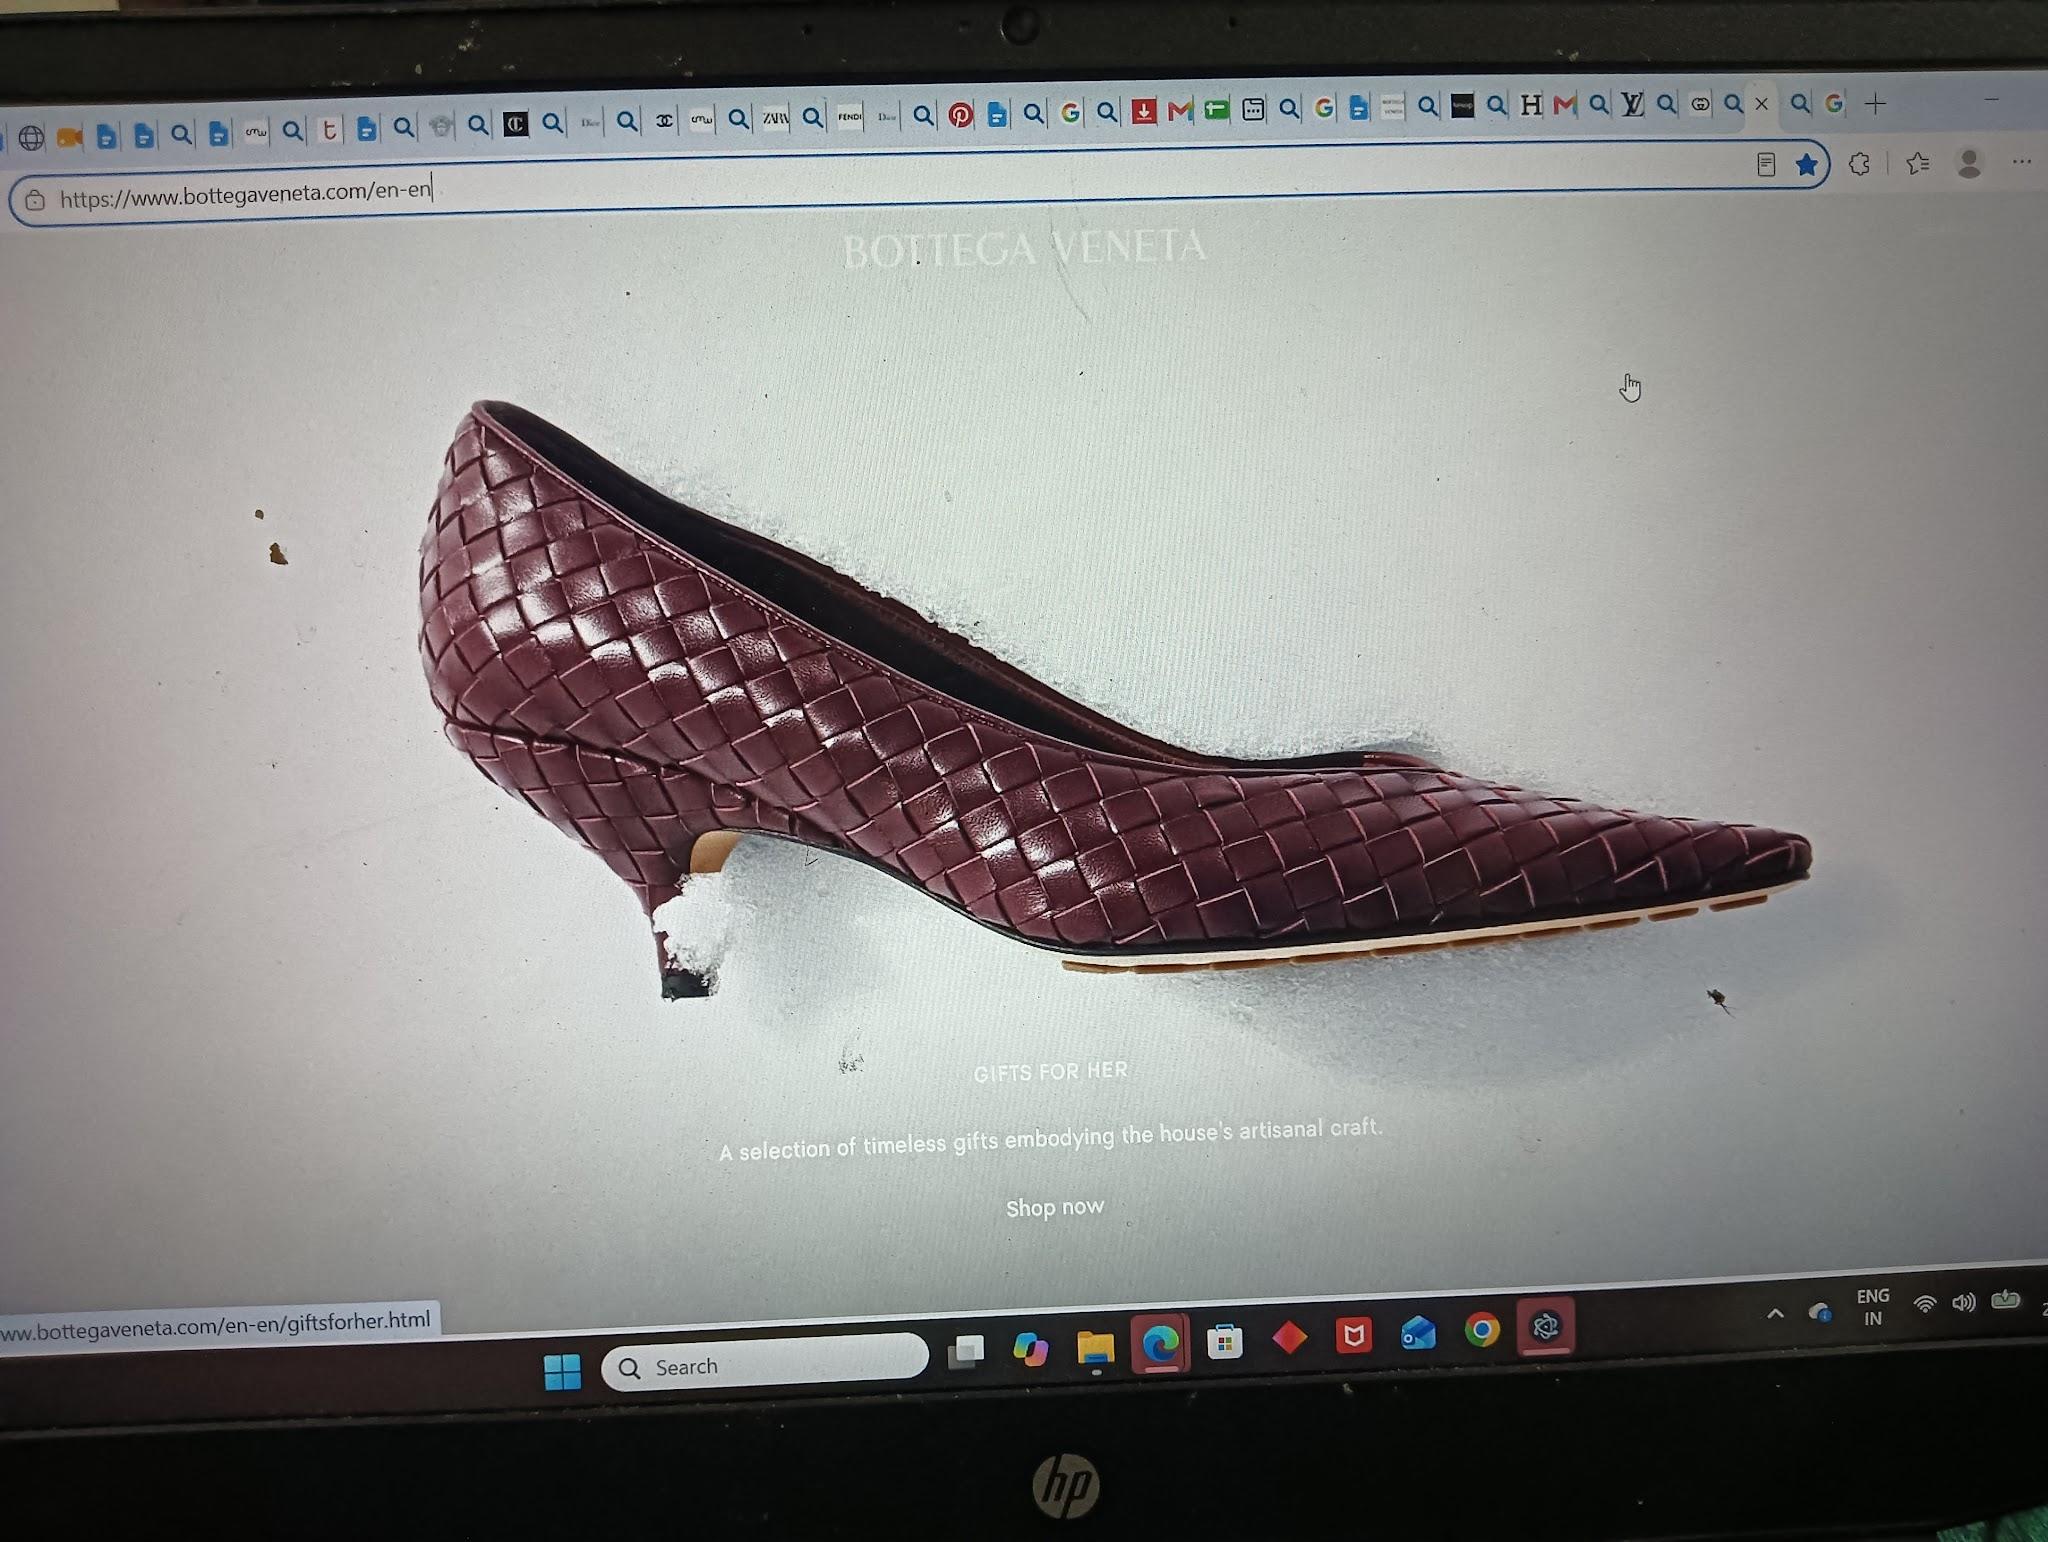 https://www.bottegaveneta.com/en-en
BOTTEGA VENETA
GIFTS FOR HER
A selection of timeless gifts embodying the house's artisanal craft.
Shop now
ww.bottegaveneta.com/en-en/giftsforher.html
Search
ENG
IN
hp